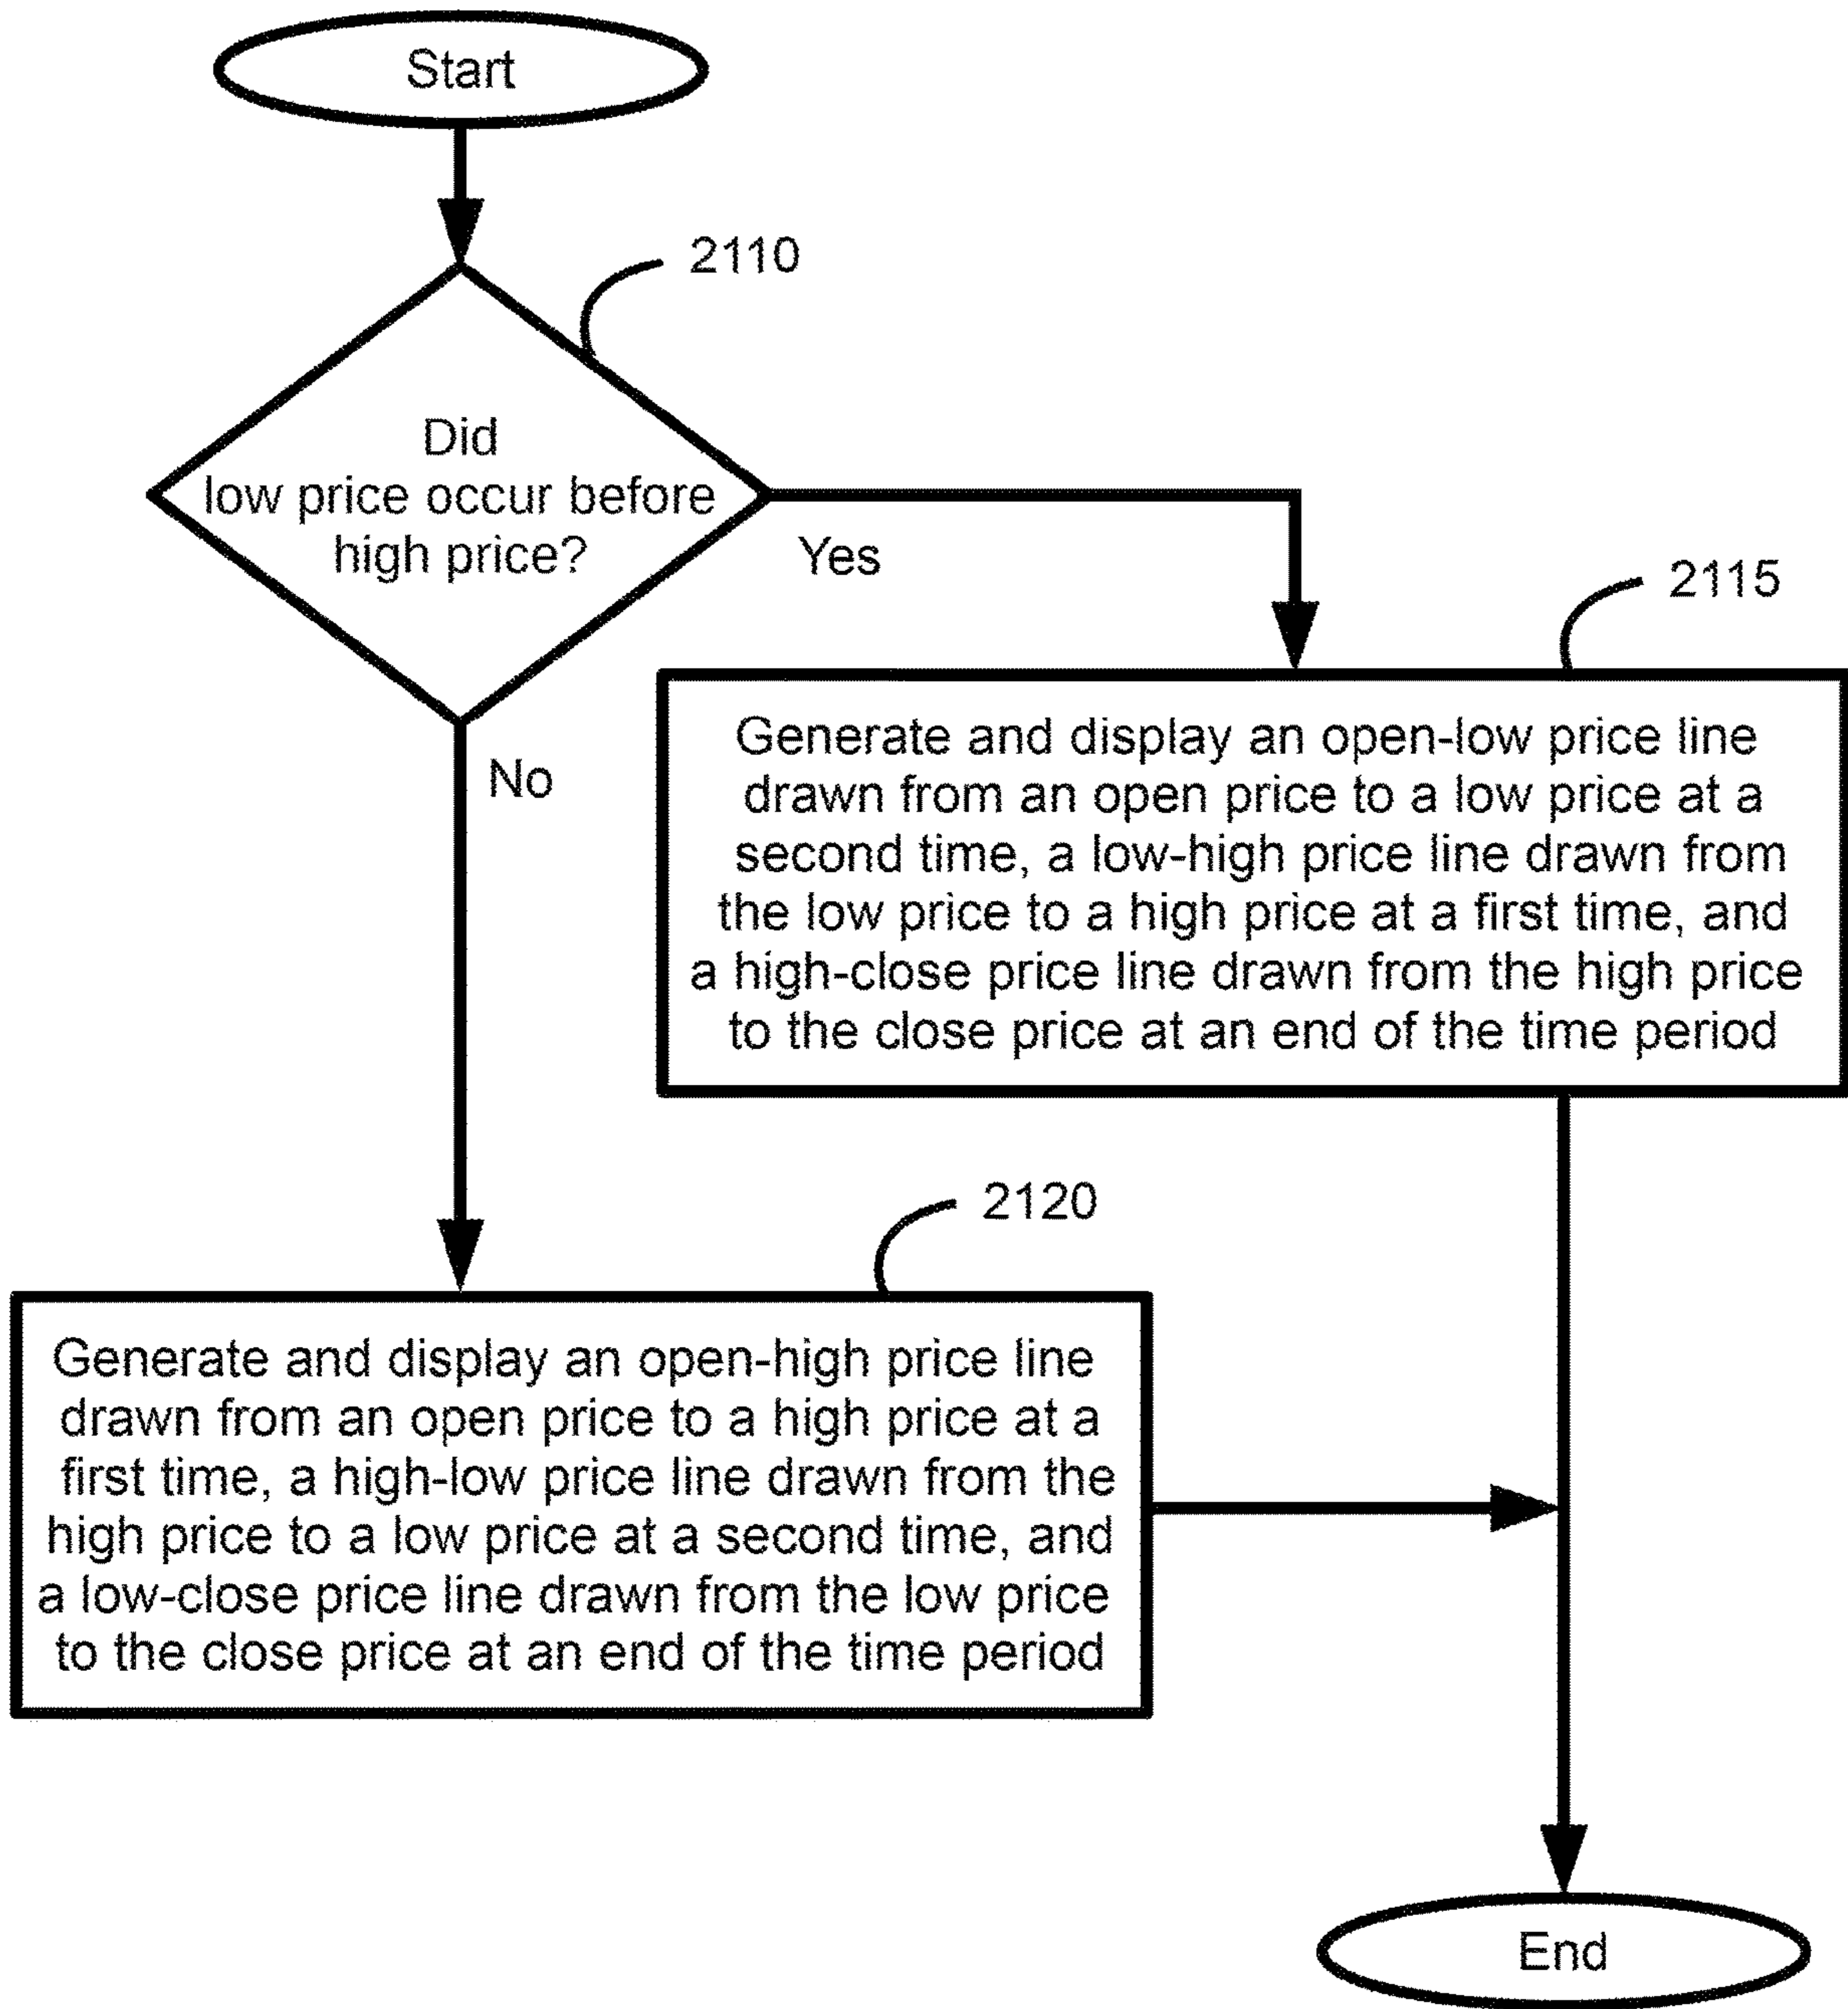 Start
2110
Did
low price occur before
high price?
Yes
2115
Generate and display an open-low price line
drawn from an open price to a low price at a
second time, a low-high price line drawn from
the low price to a high price at a first time, and
a high-close price line drawn from the high price
to the close price at an end of the time period
No
2120
Generate and display an open-high price line
drawn from an open price to a high price at a
first time, a high-low price line drawn from the
high price to a low price at a second time, and
a low-close price line drawn from the low price
to the close price at an end of the time period
End